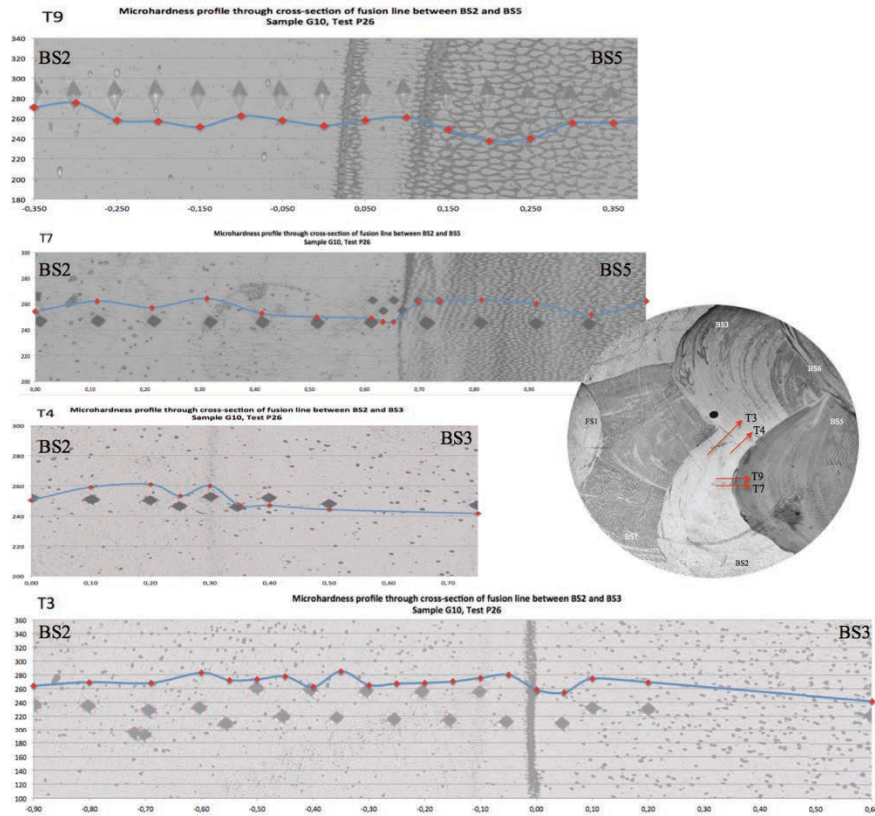 T9
Microhardness profile through cross-section of fusion line between BS2 and BS5
Sample G10, Test P26
BS2
BS5
340
320
300
280
260
240
220
200
180
-0,350
-0,250
-0,150
-0,050
0,050
0,150
0,250
0,350
T7
Microhardness profile through cross-section of fusion line between BS2 and BS5
Sample G10, Test P26
BS2
BS5
300
280
260
240
220
200
0,00
0,10
0,20
0,30
0,40
0,50
0,60
0,70
0,80
0,90
T4
Microhardness profile through cross-section of fusion line between BS2 and BS3
Sample G10, Test P26
BS2
BS3
300
280
260
240
220
200
0,00
0,10
0,20
0,30
0,40
0,50
0,60
0,70
BS3
BS6
BS5
FS1
T3
T4
T9
T7
BS2
T3
Microhardness profile through cross-section of fusion line between BS2 and BS3
Sample G10, Test P26
BS2
BS3
360
340
320
300
280
260
240
220
200
180
160
140
120
100
-0,90
-0,80
-0,70
-0,60
-0,50
-0,40
-0,30
-0,20
-0,10
0,00
0,10
0,20
0,30
0,40
0,50
0,6